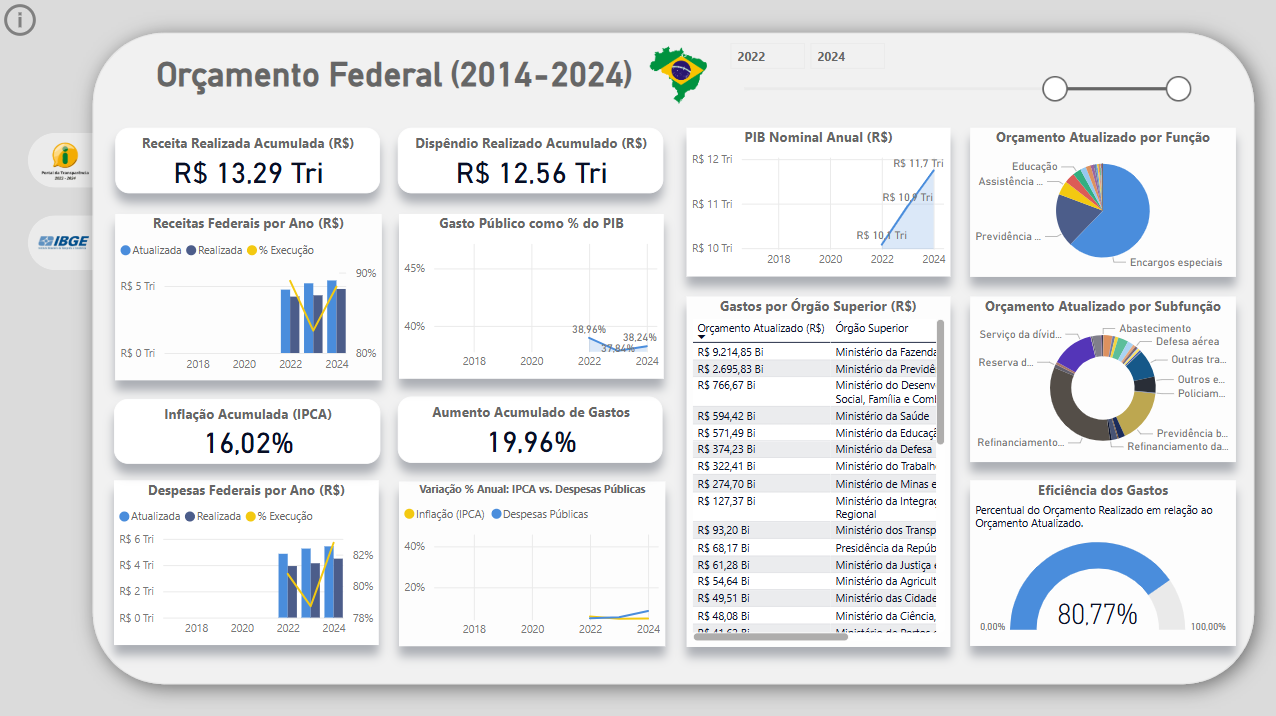 Orçamento Federal (2014-2024)
2022
2024
Portal da Transparência
2022 - 2024
IBGE
Receita Realizada Acumulada (R$)
R$ 13,29 Tri
Dispêndio Realizado Acumulado (R$)
R$ 12,56 Tri
Receitas Federais por Ano (R$)
Atualizada Realizada % Execução
R$ 5 Tri
R$ 0 Tri
90%
80%
2018 2020 2022 2024
Gasto Público como % do PIB
45%
40%
38,96%
37,84%
38,24%
2018 2020 2022 2024
Inflação Acumulada (IPCA)
16,02%
Aumento Acumulado de Gastos
19,96%
Despesas Federais por Ano (R$)
Atualizada Realizada % Execução
R$ 6 Tri
R$ 4 Tri
R$ 2 Tri
R$ 0 Tri
82%
80%
78%
2018 2020 2022 2024
Variação % Anual: IPCA vs. Despesas Públicas
Inflação (IPCA) Despesas Públicas
40%
20%
2018 2020 2022 2024
PIB Nominal Anual (R$)
R$ 12 Tri
R$ 11 Tri
R$ 10 Tri
R$ 11,7 Tri
R$ 10,9 Tri
R$ 10,1 Tri
2018 2020 2022 2024
Gastos por Órgão Superior (R$)
Orçamento Atualizado (R$) Órgão Superior
R$ 9.214,85 Bi Ministério da Fazenda
R$ 2.695,83 Bi Ministério da Previdê
R$ 766,67 Bi Ministério do Desenv
Social, Família e Com
R$ 594,42 Bi Ministério da Saúde
R$ 571,49 Bi Ministério da Educaç
R$ 374,23 Bi Ministério da Defesa
R$ 322,41 Bi Ministério do Trabalh
R$ 274,70 Bi Ministério de Minas e
R$ 127,37 Bi Ministério da Integraç
Regional
R$ 93,20 Bi Ministério dos Transp
R$ 68,17 Bi Presidência da Repúb
R$ 61,28 Bi Ministério da Justiça e
R$ 54,64 Bi Ministério da Agricult
R$ 49,51 Bi Ministério das Cidade
R$ 48,08 Bi Ministério da Ciência,
R$ 41,62 Bi Ministério de Portos e
Orçamento Atualizado por Função
Educação
Assistência ...
Previdência ...
Encargos especiais
Orçamento Atualizado por Subfunção
Serviço da dívid...
Reserva d...
Refinanciamento...
Abastecimento
Defesa aérea
Outras tra...
Outros e...
Policiam...
Previdência b...
Refinanciamento da...
Eficiência dos Gastos
Percentual do Orçamento Realizado em relação ao
Orçamento Atualizado.
80,77%
0,00%
100,00%